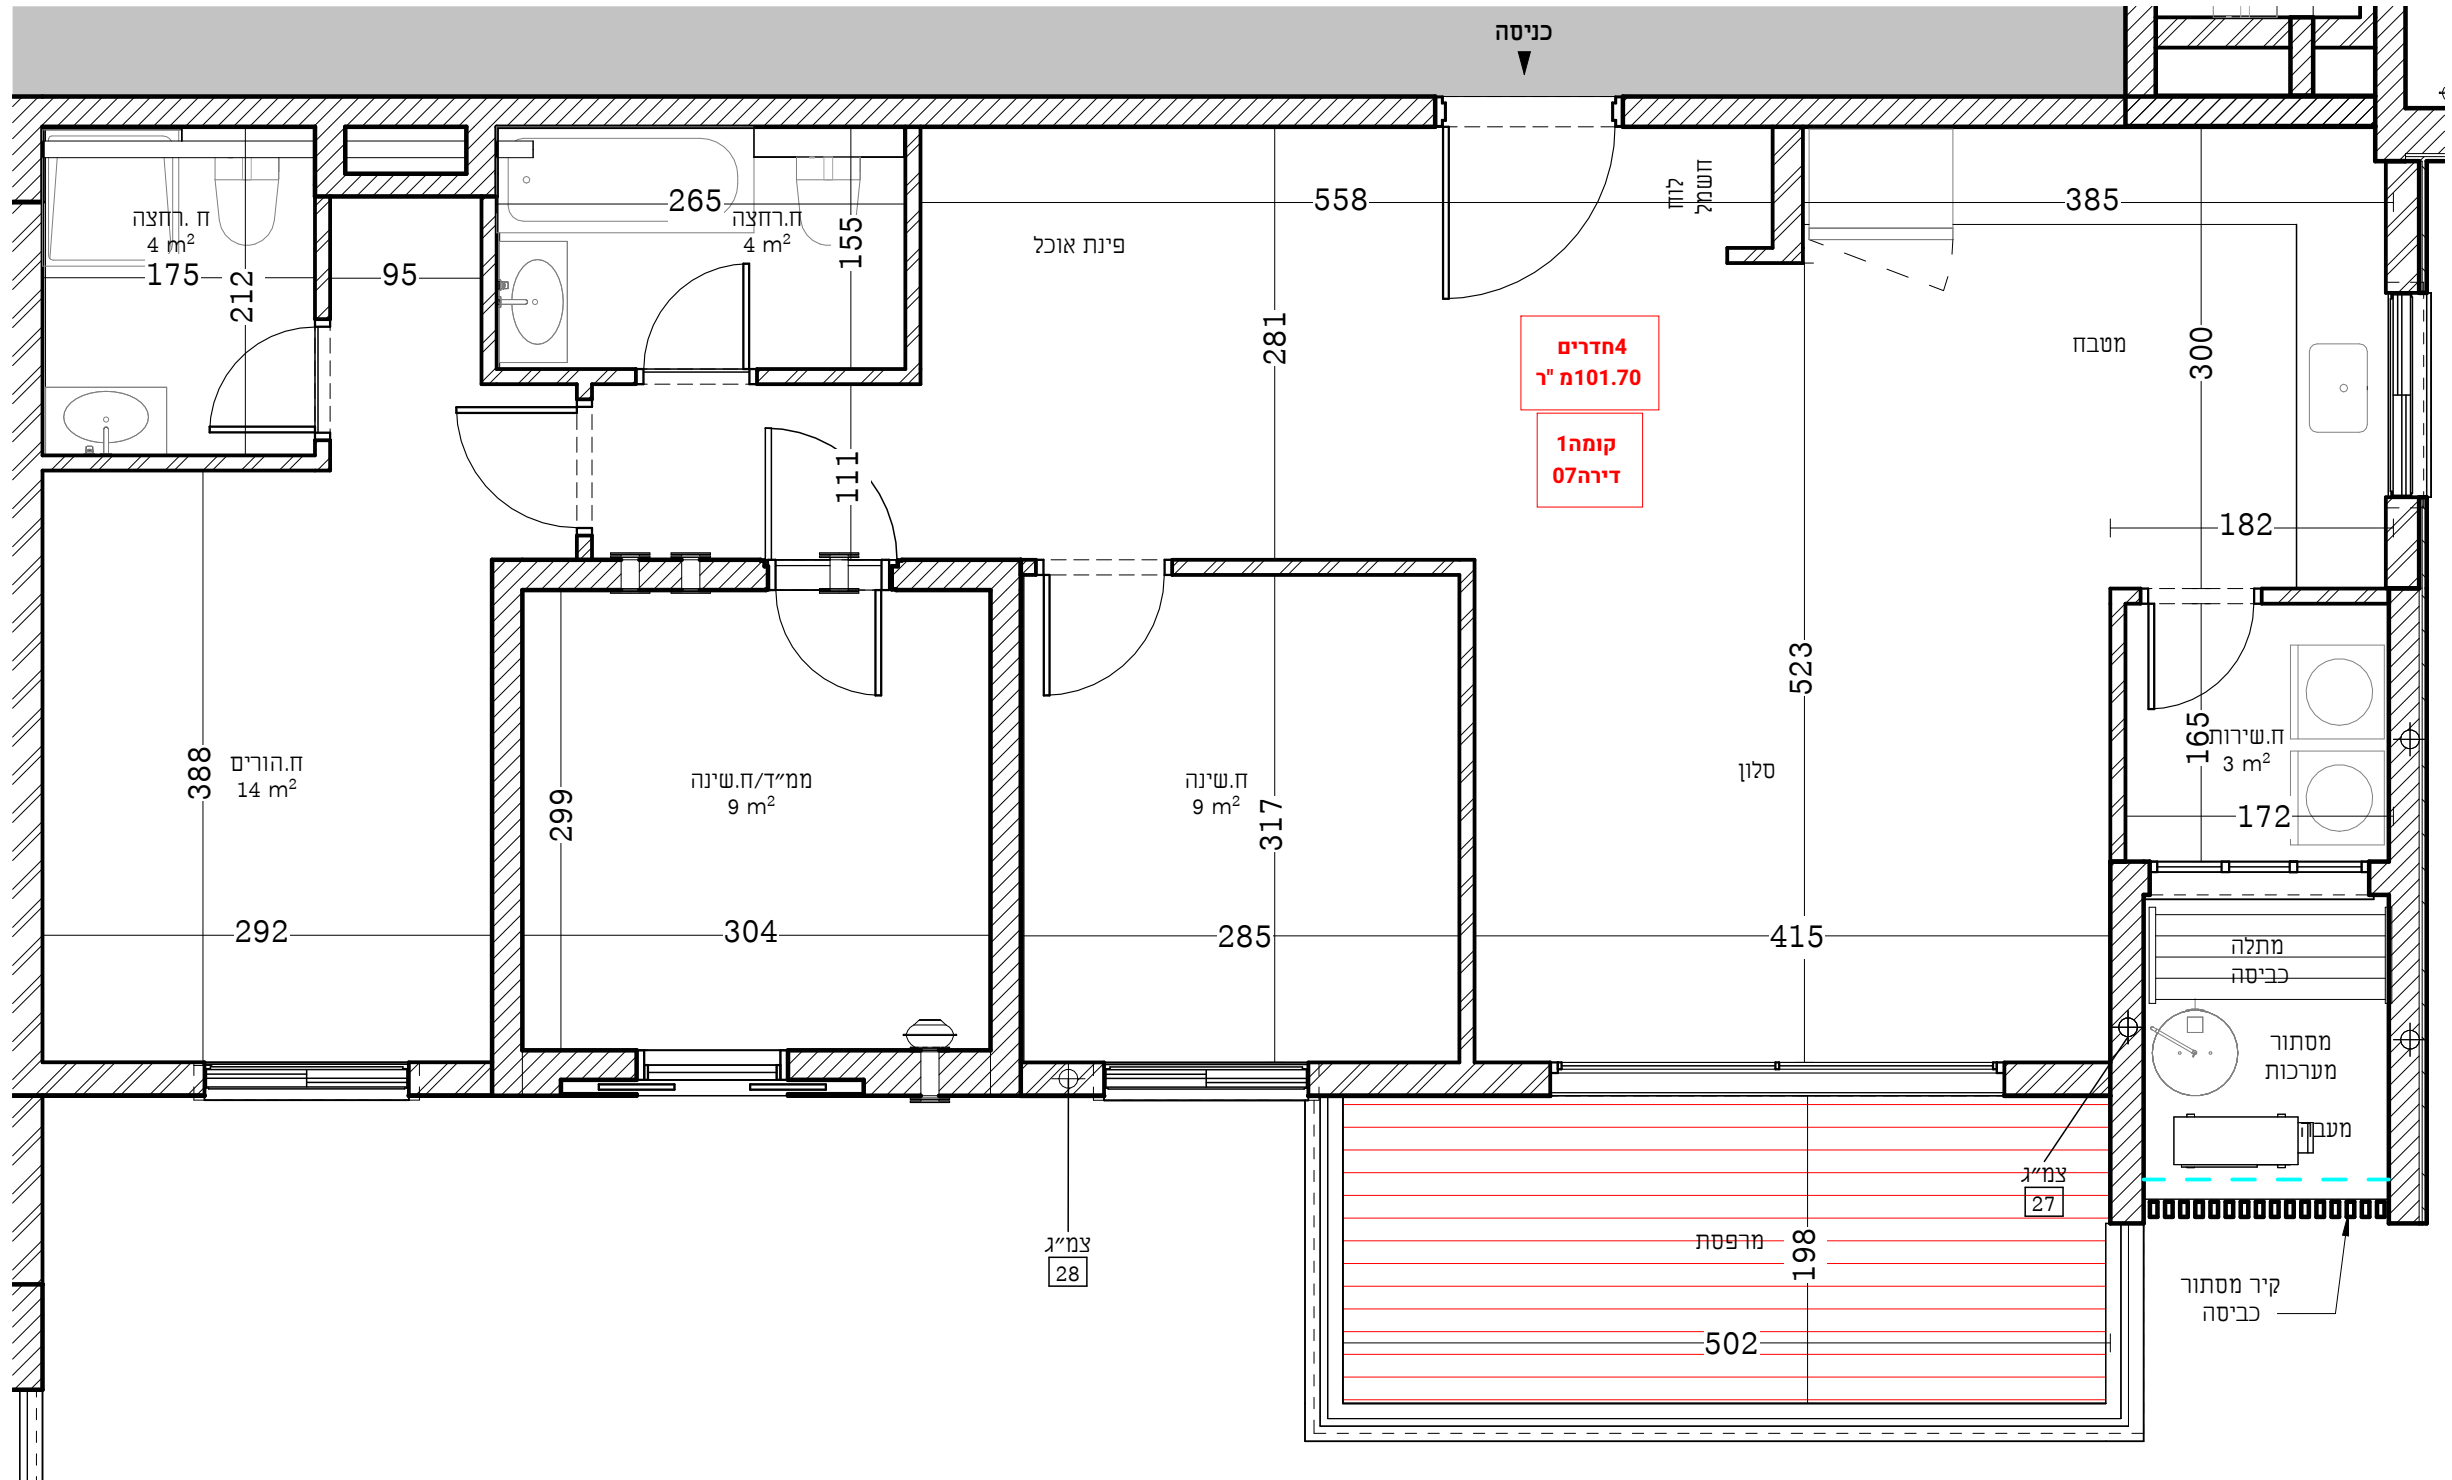 כניסה
ח.רחצה
4 m²
175
212
95
265
ח.רחצה
4 m²
155
פינת אוכל
558
לוח
חשמל
385
281
300
מטבח
4חדרים
101.70מ "ר
קומה1
דירה07
111
182
523
388
ח.הורים
14 m²
299
ממ״ד/ח.שינה
9 m²
ח.שינה
9 m²
317
סלון
165
ח.שירות
3 m²
172
292
304
285
415
מתלה
כביסה
מסתור
מערכות
מעבה
צמ״ג
27
צמ״ג
28
מרפסת
198
502
קיר מסתור
כביסה